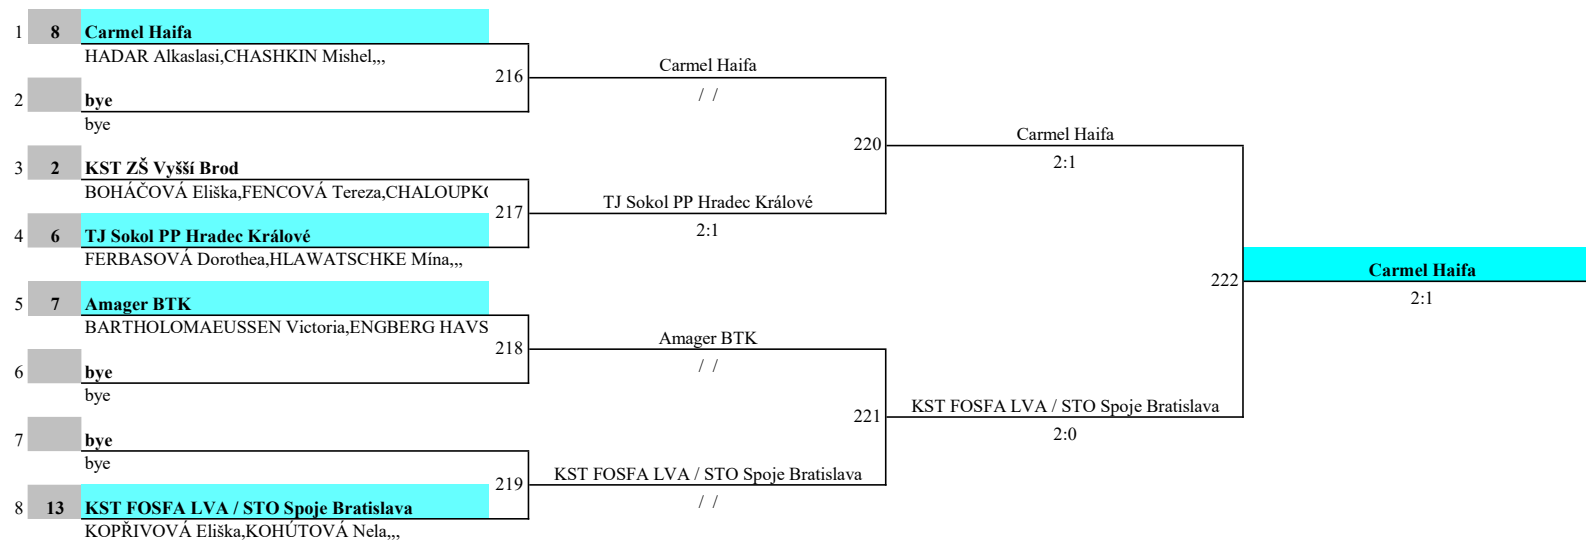 1 8 Carmel Haifa
HADAR Alkaslasi,CHASHKIN Mishel,,,
216 Carmel Haifa
/ /
2 bye
bye
220 Carmel Haifa
2:1
3 2 KST ZŠ Vyšší Brod
BOHÁČOVÁ Eliška,FENCOVÁ Tereza,
217 TJ Sokol PP Hradec Králové
2:1
4 6 TJ Sokol PP Hradec Králové
FERBASOVÁ Dorothea,HLAWATSCHKE Mína,,,
222 Carmel Haifa
2:1
5 7 Amager BTK
BARTHOLOMAEUSSEN Victoria,ENGBERG HAVS
218 Amager BTK
/ /
6 bye
bye
221 KST FOSFA LVA / STO Spoje Bratislava
2:0
7 bye
bye
219 KST FOSFA LVA / STO Spoje Bratislava
/ /
8 13 KST FOSFA LVA / STO Spoje Bratislava
KOPŘIVOVÁ Eliška,KOHÚTOVÁ Nela,,,